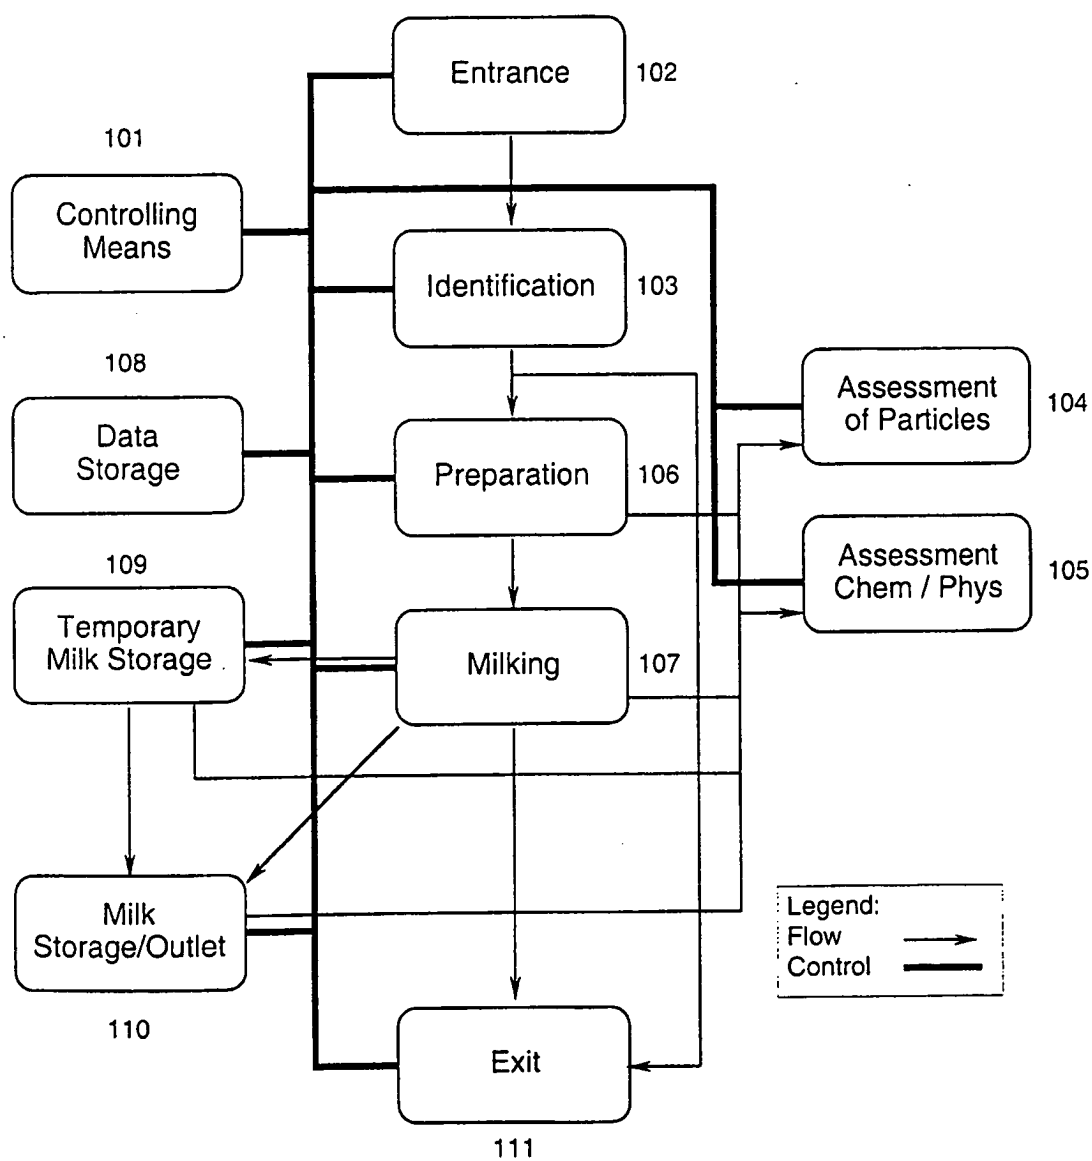 Entrance
102
101
Controlling
Means
Identification
103
108
Data
Storage
Assessment
of Particles
104
Preparation
106
109
Temporary
Milk Storage
Assessment
Chem / Phys
105
Milking
107
Milk
Storage/Outlet
110
Legend:
Flow
Control
Exit
111